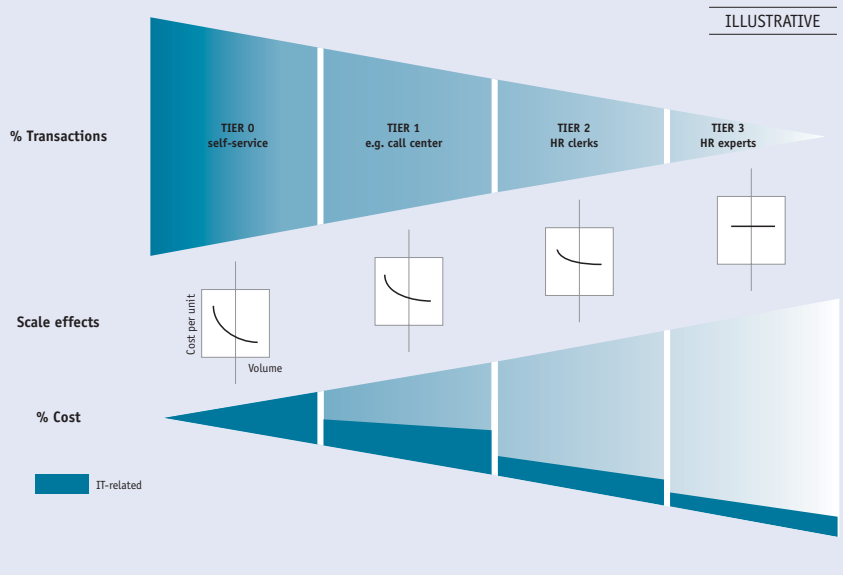 ILLUSTRATIVE
% Transactions
TIER 0
self-service
TIER 1
e.g. call center
TIER 2
HR clerks
TIER 3
HR experts
Scale effects
Cost per unit
Volume
% Cost
IT-related